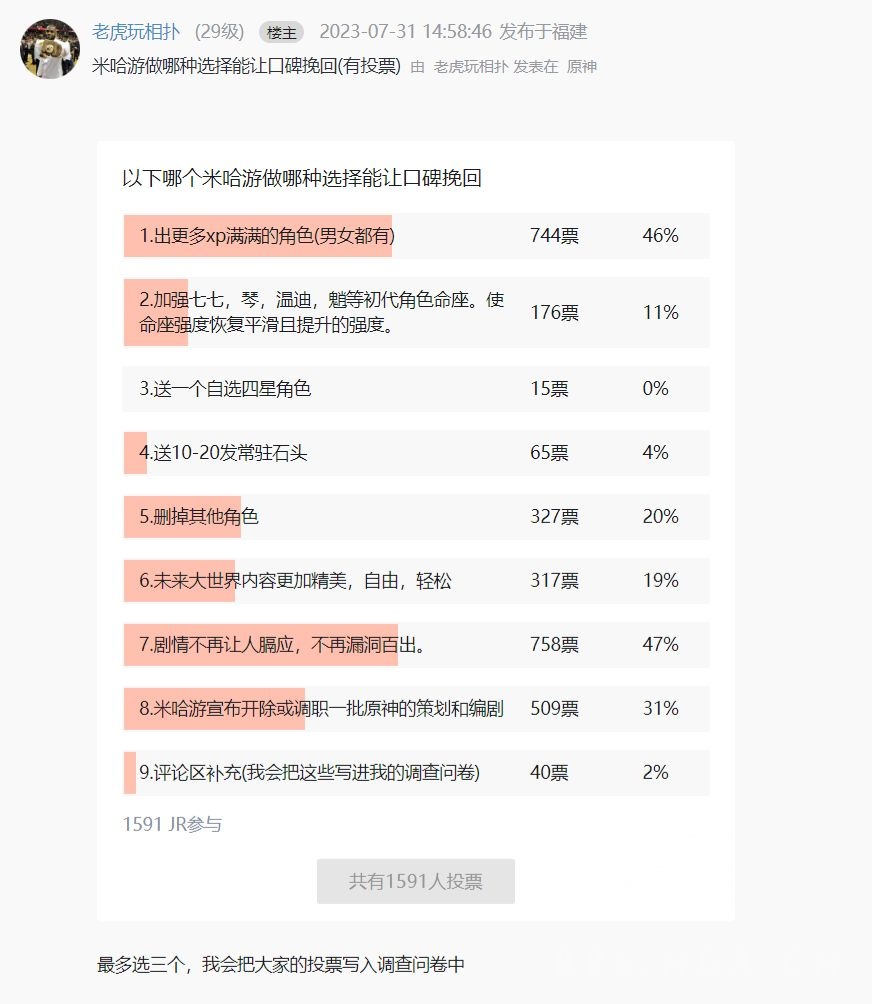 老虎玩相扑 (29级) 楼主 2023-07-31 14:58:46 发布于福建
米哈游做哪种选择能让口碑挽回(有投票) 由 老虎玩相扑 发表在 原神
以下哪个米哈游做哪种选择能让口碑挽回
1.出更多xp满满的角色(男女都有) 744票 46%
2.加强七七，琴，温迪，魈等初代角色命座。使
命座强度恢复平滑且提升的强度。 176票 11%
3.送一个自选四星角色 15票 0%
4.送10-20发常驻石头 65票 4%
5.删掉其他角色 327票 20%
6.未来大世界内容更加精美，自由，轻松 317票 19%
7.剧情不再让人膈应，不再漏洞百出。 758票 47%
8.米哈游宣布开除或调职一批原神的策划和编剧 509票 31%
9.评论区补充(我会把这些写进我的调查问卷) 40票 2%
1591 JR参与
共有1591人投票
最多选三个，我会把大家的投票写入调查问卷中